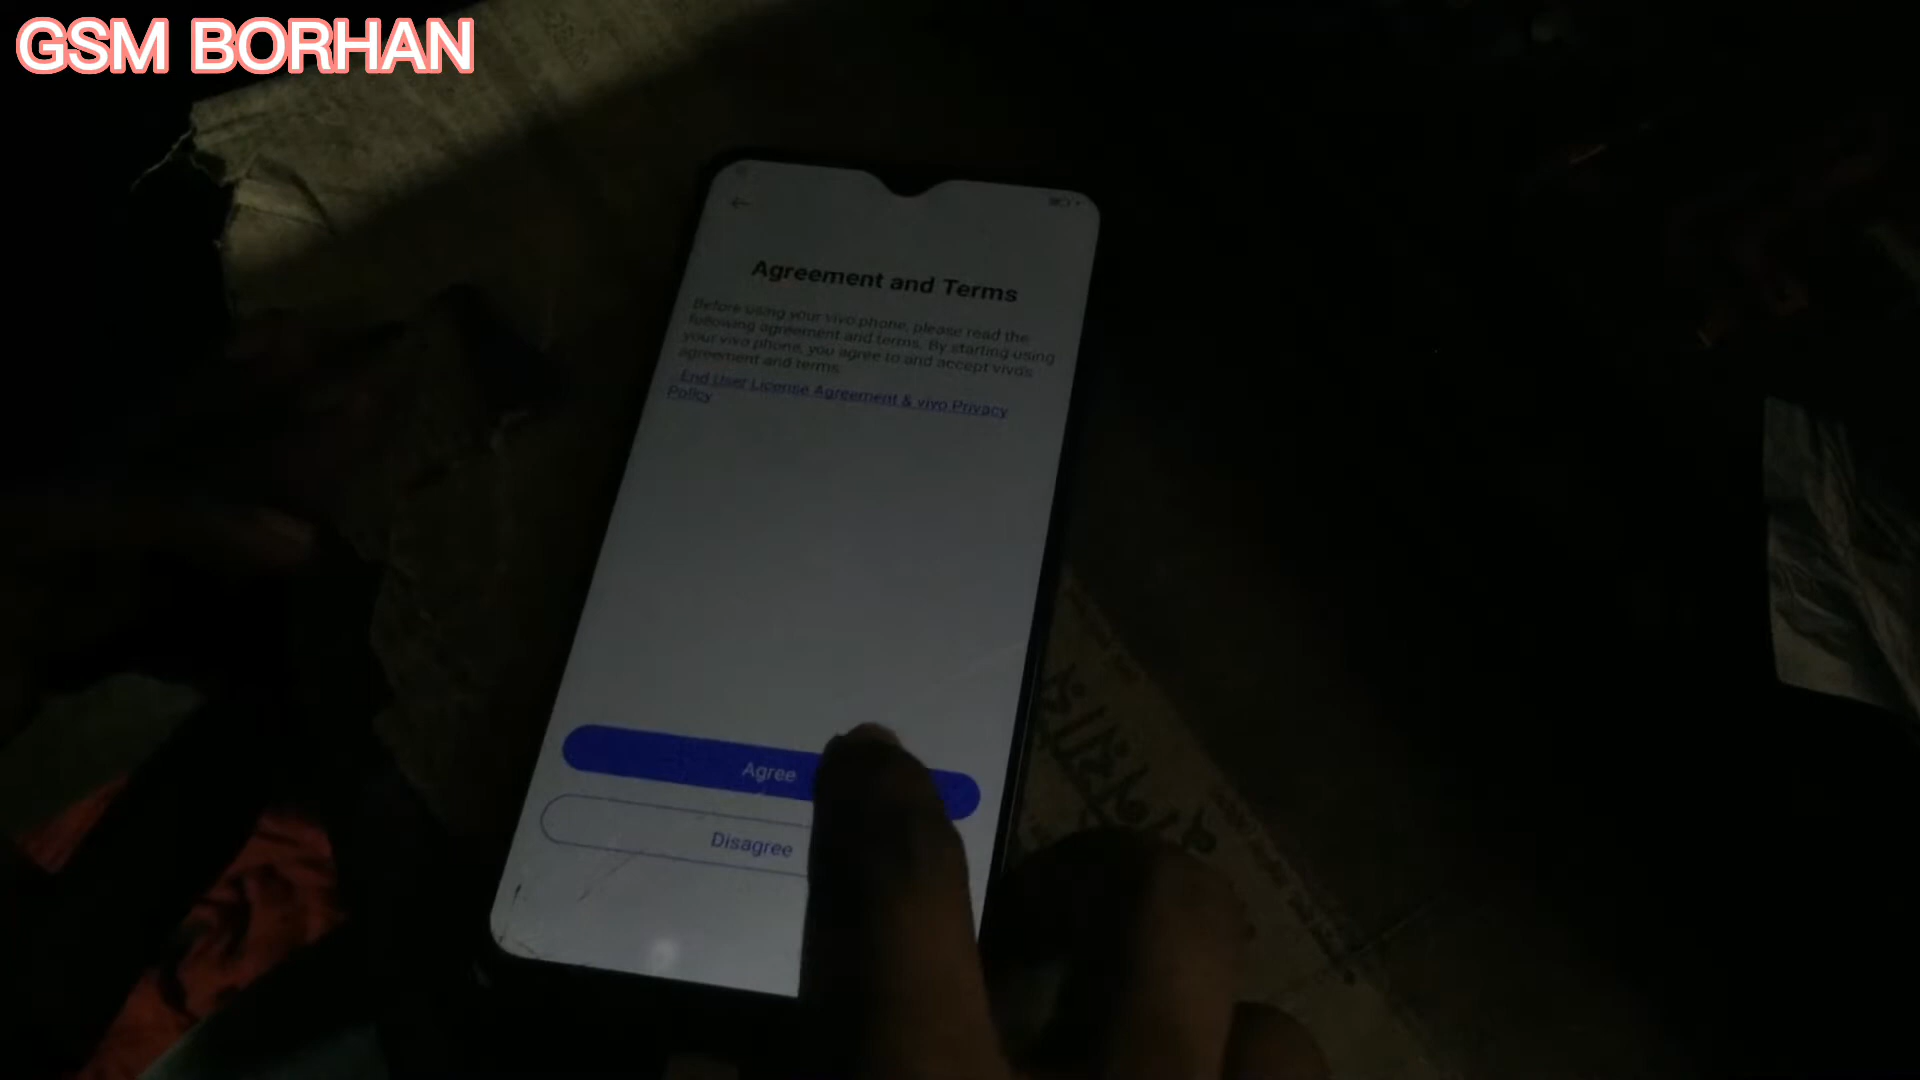 GSM BORHAN
Agreement and Terms
Before using your vivo phone, please read the
following agreement and terms. By starting using
your vivo phone, you agree to and accept vivo's
agreement and terms.
End User License Agreement & vivo Privacy
Policy
Agree
Disagree